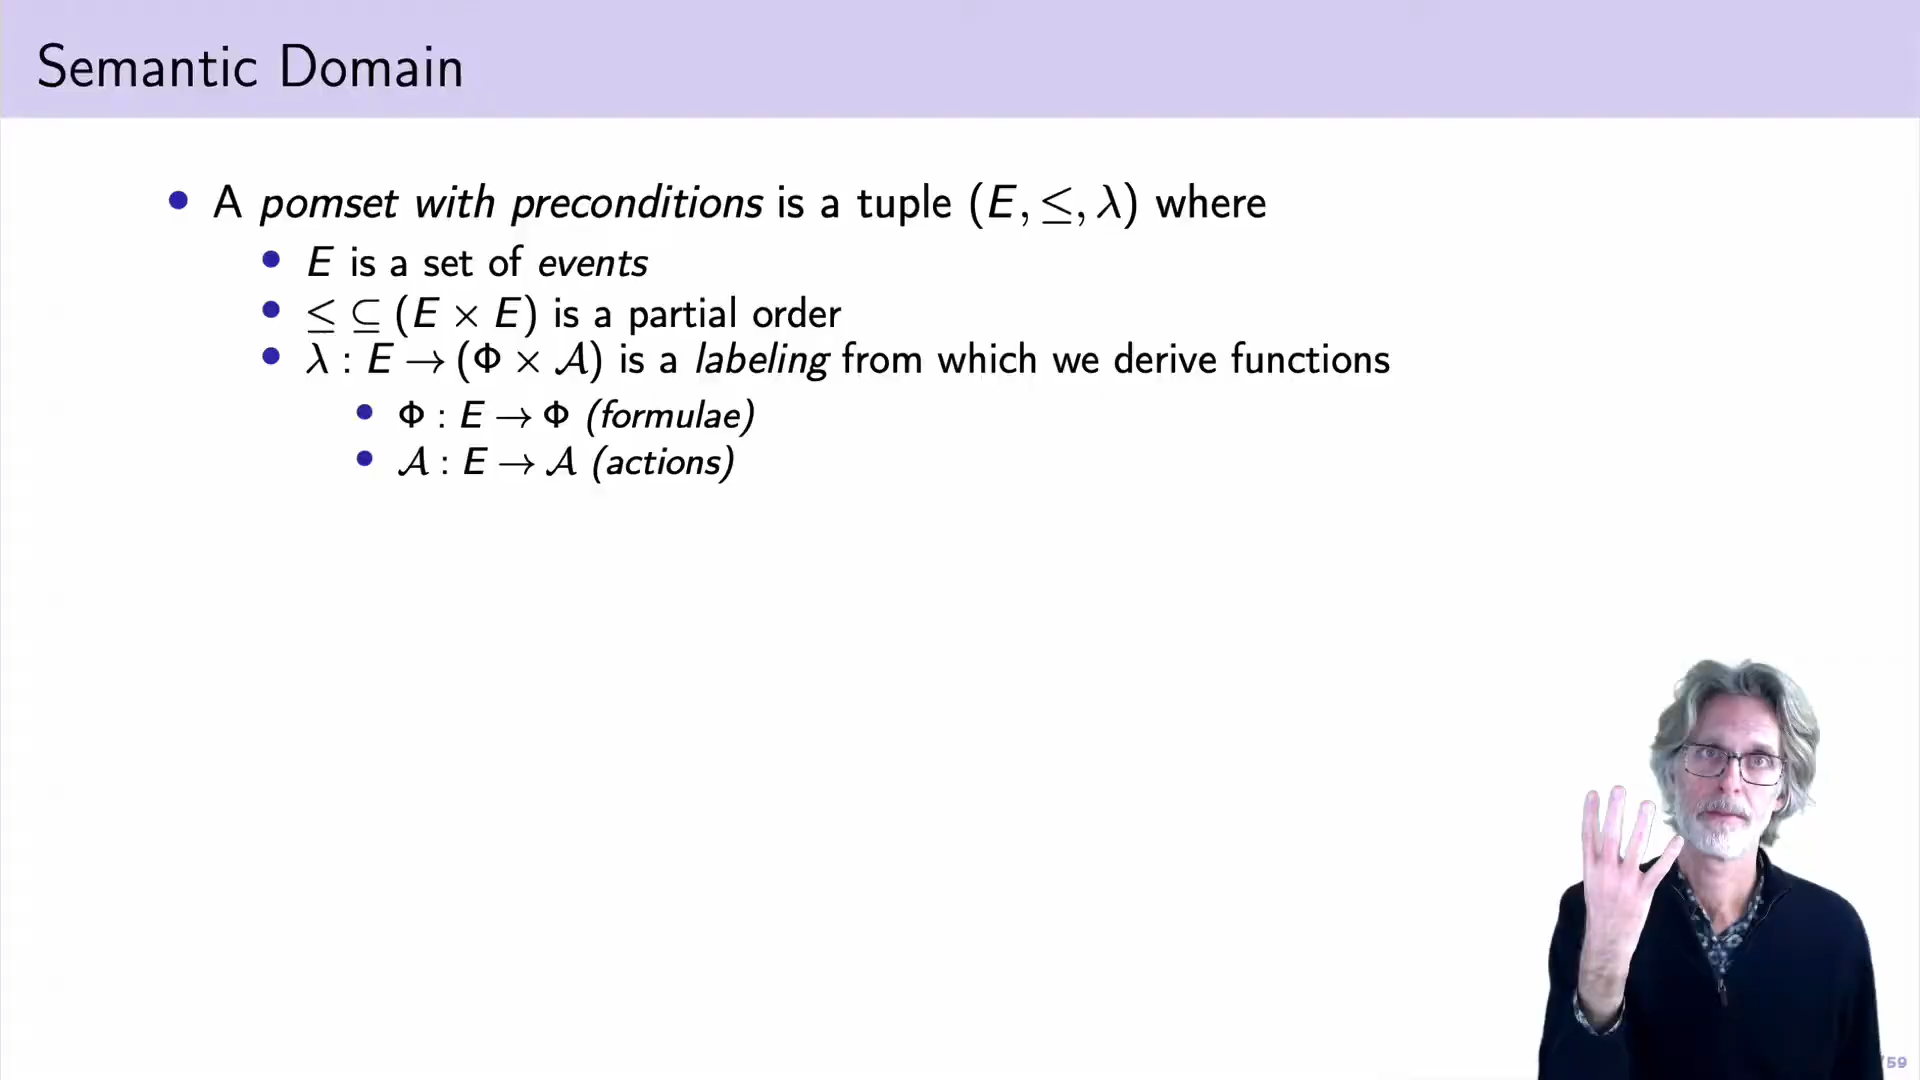 Semantic Domain
• A pomset with preconditions is a tuple (E, ≤, λ) where
• E is a set of events
• ≤ ⊆ (E × E) is a partial order
• λ : E → (Φ × 𝒜) is a labeling from which we derive functions
• Φ : E → Φ (formulae)
• 𝒜 : E → 𝒜 (actions)
/59